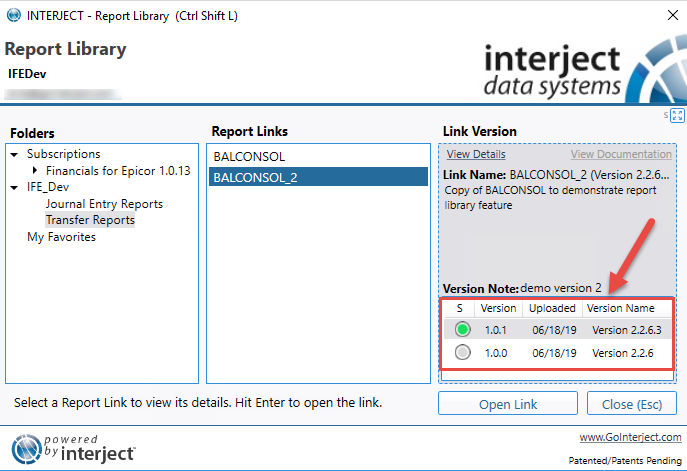 INTERJECT - Report Library (Ctrl Shift L)
Report Library
IFEDev
interject
data systems
S
Folders
Subscriptions
Financials for Epicor 1.0.13
IFE_Dev
Journal Entry Reports
Transfer Reports
My Favorites
Report Links
BALCONSOL
BALCONSOL_2
Link Version
View Details View Documentation
Link Name: BALCONSOL_2 (Version 2.2.6...
Copy of BALCONSOL to demonstrate report
library feature
Version Note: demo version 2
S Version Uploaded Version Name
1.0.1 06/18/19 Version 2.2.6.3
1.0.0 06/18/19 Version 2.2.6
Select a Report Link to view its details. Hit Enter to open the link.
Open Link Close (Esc)
powered
by interject
www.GoInterject.com
Patented/Patents Pending